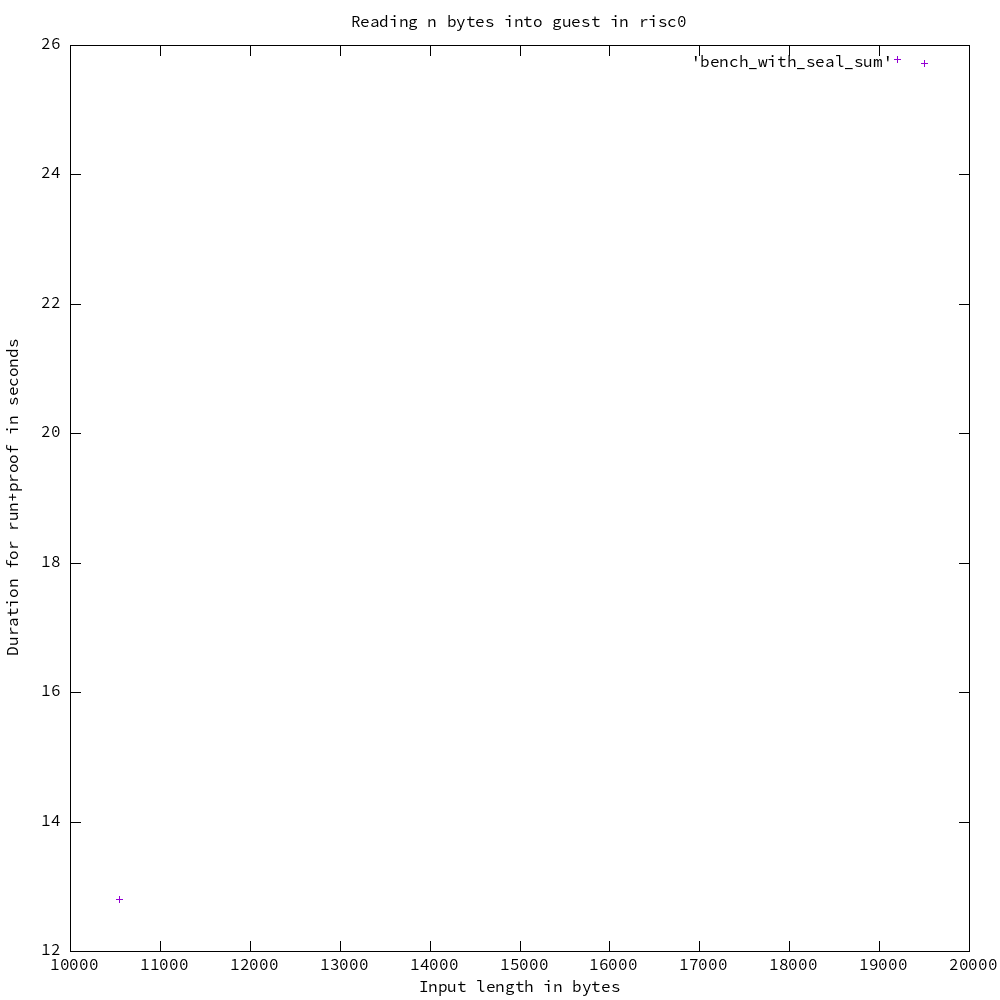 Reading n bytes into guest in risc0
'bench_with_seal_sum'
26
24
22
20
18
16
14
12
Duration for run+proof in seconds
10000 11000 12000 13000 14000 15000 16000 17000 18000 19000 20000
Input length in bytes